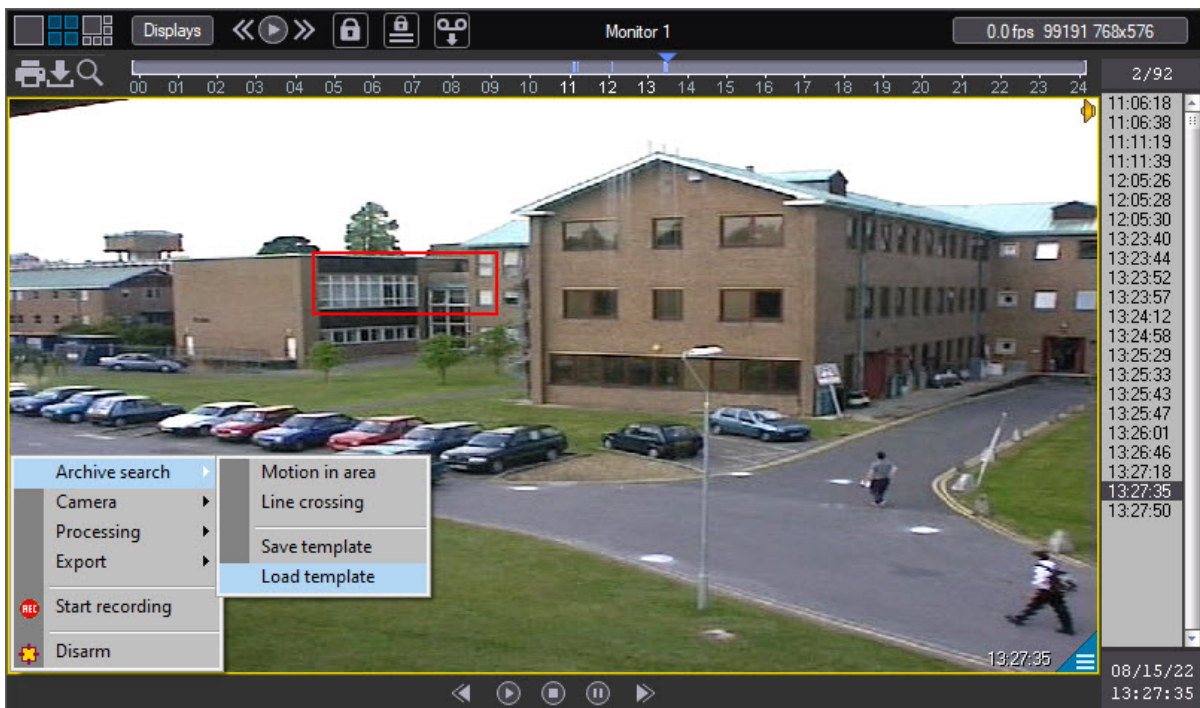 Displays
Monitor 1
0.0 fps 99191 768x576
00 01 02 03 04 05 06 07 08 09 10 11 12 13 14 15 16 17 18 19 20 21 22 23 24
2/92
11:06:18
11:06:38
11:11:19
11:11:39
12:05:26
12:05:28
12:05:30
13:23:40
13:23:44
13:23:52
13:23:57
13:24:12
13:24:58
13:25:29
13:25:33
13:25:43
13:25:47
13:26:01
13:26:46
13:27:18
13:27:35
13:27:50
Archive search
Camera
Processing
Export
REC Start recording
Disarm
Motion in area
Line crossing
Save template
Load template
13:27:35
08/15/22
13:27:35